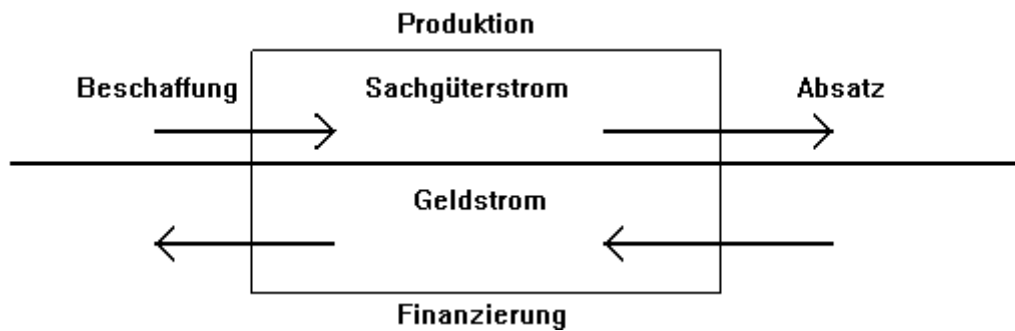 Produktion
Beschaffung Sachgüterstrom Absatz
Geldstrom
Finanzierung